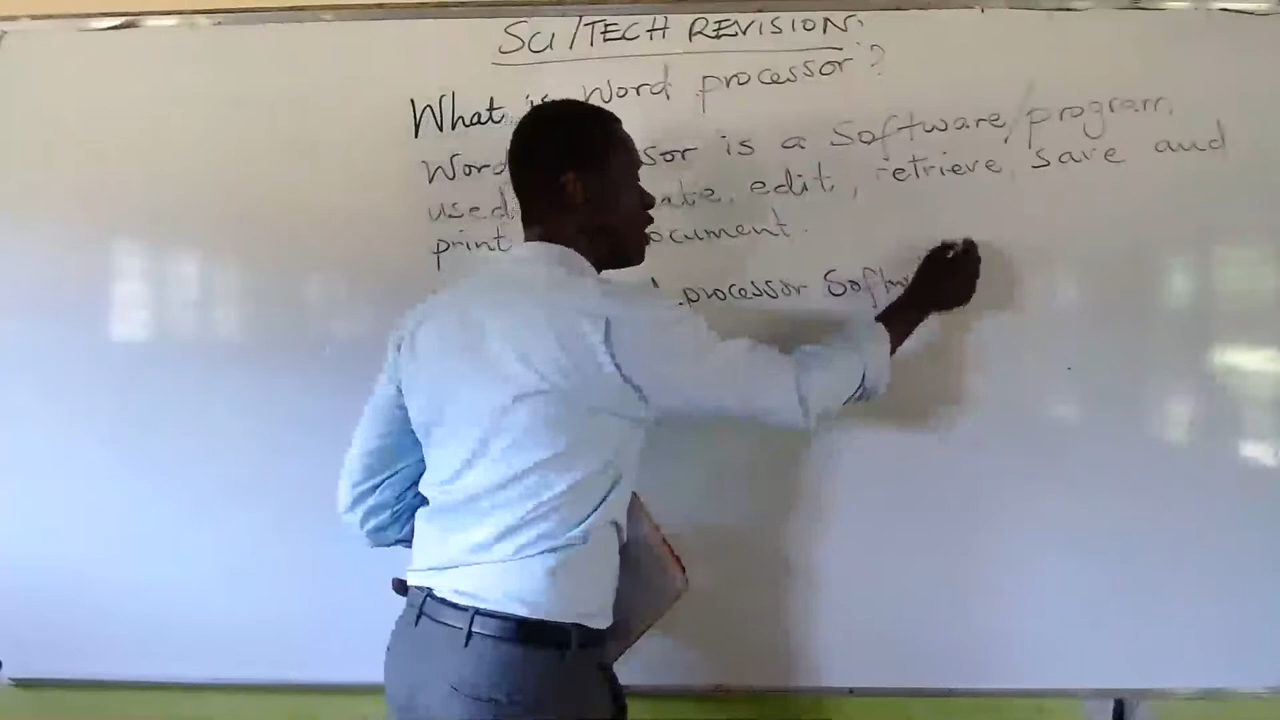 SCI/TECH REVISION.
What is Word processor?
Word sor is a Software/program,
used ate, edit, retrieve, save and
print ocument.
processor Softw